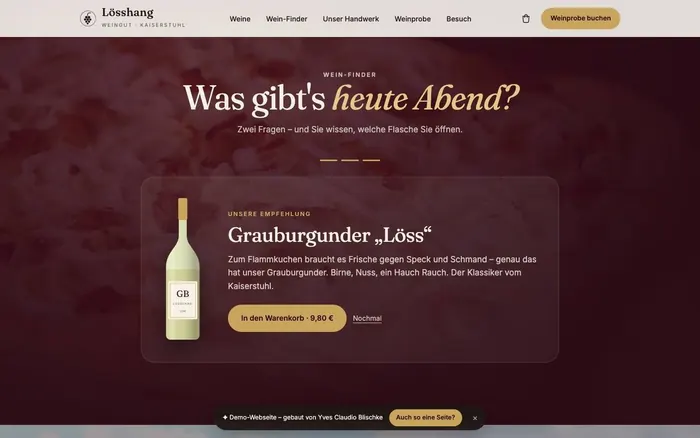 Lösshang
WEINGUT · KAISERSTUHL
Weine
Wein-Finder
Unser Handwerk
Weinprobe
Besuch
Weinprobe buchen
WEIN-FINDER
Was gibt's heute Abend?
Zwei Fragen – und Sie wissen, welche Flasche Sie öffnen.
UNSERE EMPFEHLUNG
Grauburgunder „Löss“
Zum Flammkuchen braucht es Frische gegen Speck und Schmand – genau das
hat unser Grauburgunder. Birne, Nuss, ein Hauch Rauch. Der Klassiker vom
Kaiserstuhl.
GB
In den Warenkorb · 9,80 €
Nochmal
✦ Demo-Webseite – gebaut von Yves Claudio Blischke
Auch so eine Seite?
×